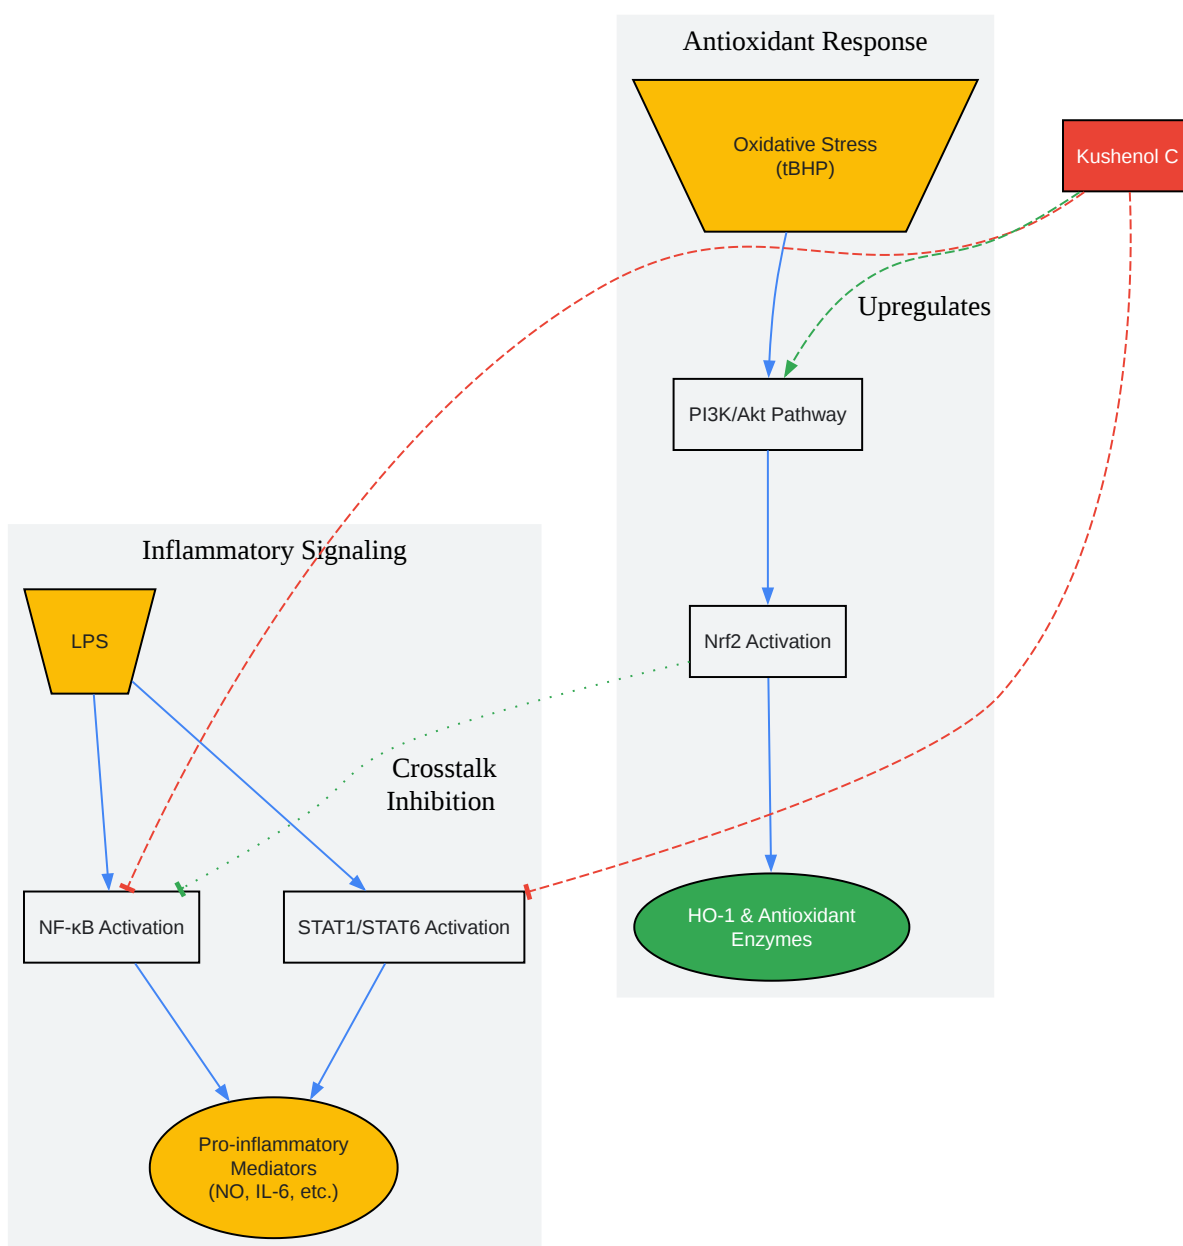 Antioxidant Response
Oxidative Stress
(tBHP)
Kushenol C
Upregulates
PI3K/Akt Pathway
Inflammatory Signaling
LPS
Nrf2 Activation
Crosstalk
Inhibition
NF-κB Activation
STAT1/STAT6 Activation
HO-1 & Antioxidant
Enzymes
Pro-inflammatory
Mediators
(NO, IL-6, etc.)